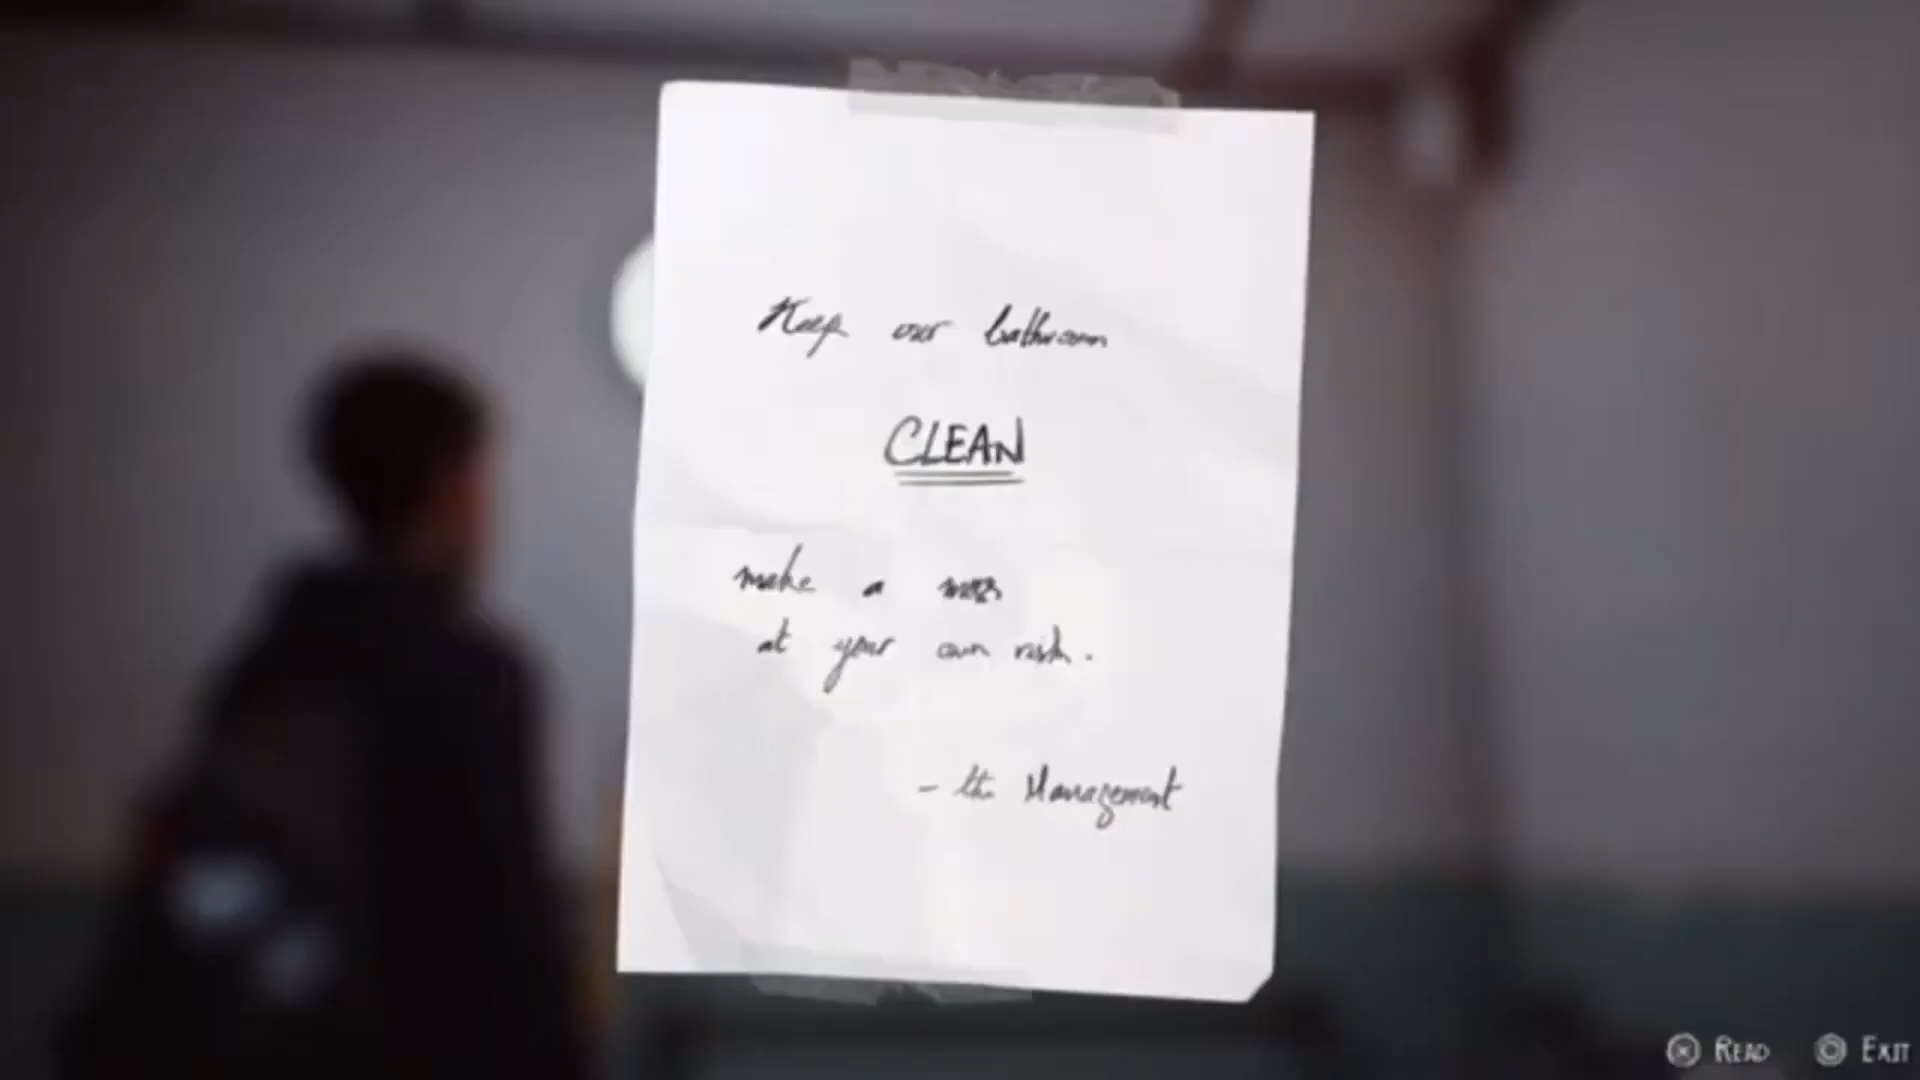 Keep our bathroom
CLEAN
make a mess
at your own risk.
- the Management
READ
EXIT